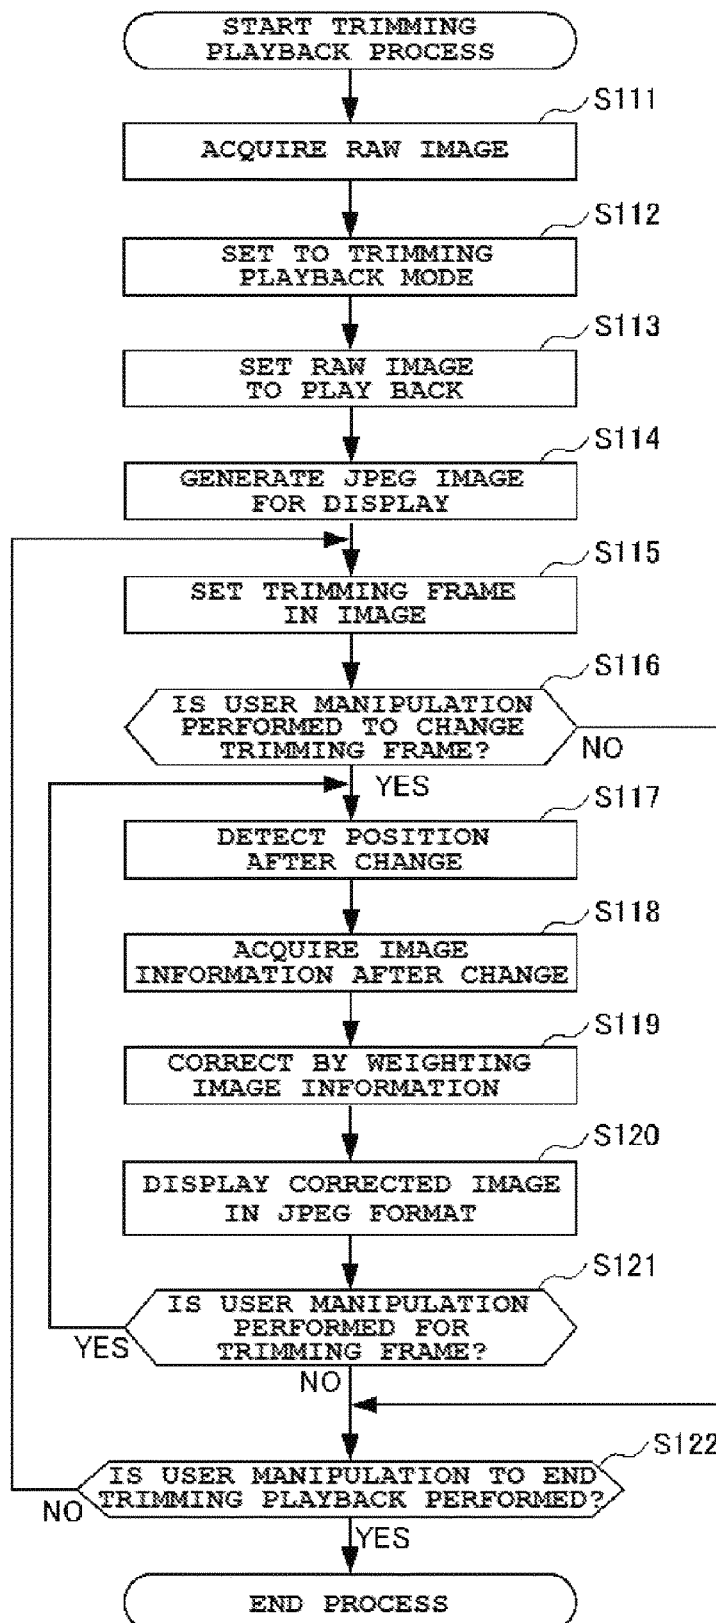 START TRIMMING
PLAYBACK PROCESS
S111
ACQUIRE RAW IMAGE
S112
SET TO TRIMMING
PLAYBACK MODE
S113
SET RAW IMAGE
TO PLAY BACK
S114
GENERATE JPEG IMAGE
FOR DISPLAY
S115
SET TRIMMING FRAME
IN IMAGE
S116
IS USER MANIPULATION
PERFORMED TO CHANGE
TRIMMING FRAME?
NO
YES
S117
DETECT POSITION
AFTER CHANGE
S118
ACQUIRE IMAGE
INFORMATION AFTER CHANGE
S119
CORRECT BY WEIGHTING
IMAGE INFORMATION
S120
DISPLAY CORRECTED IMAGE
IN JPEG FORMAT
S121
IS USER MANIPULATION
PERFORMED FOR
TRIMMING FRAME?
YES
NO
S122
IS USER MANIPULATION TO END
TRIMMING PLAYBACK PERFORMED?
NO
YES
END PROCESS